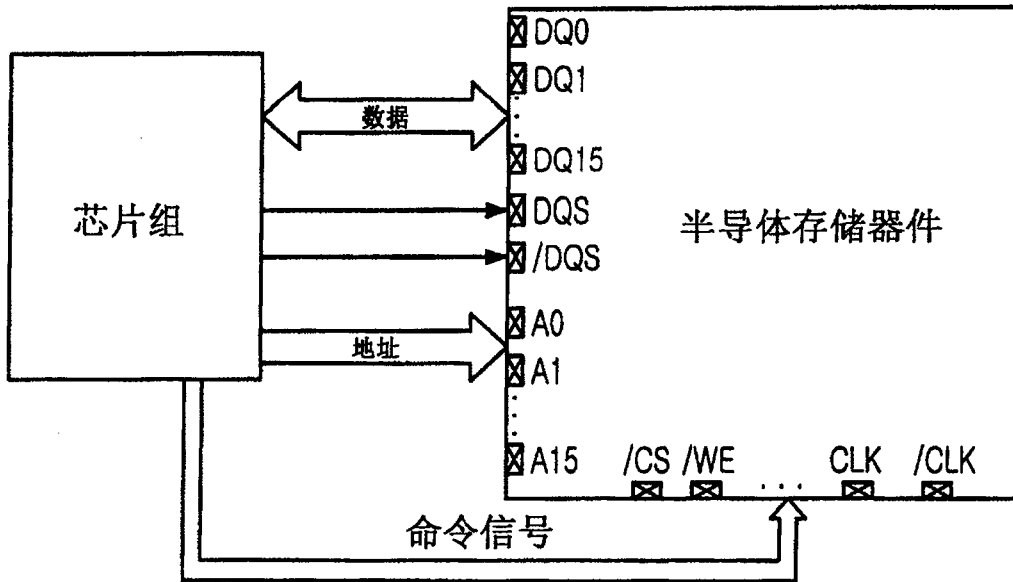 芯片组
数据
地址
命令信号
DQ0
DQ1
DQ15
DQS
/DQS
A0
A1
A15
半导体存储器件
/CS /WE ... CLK /CLK